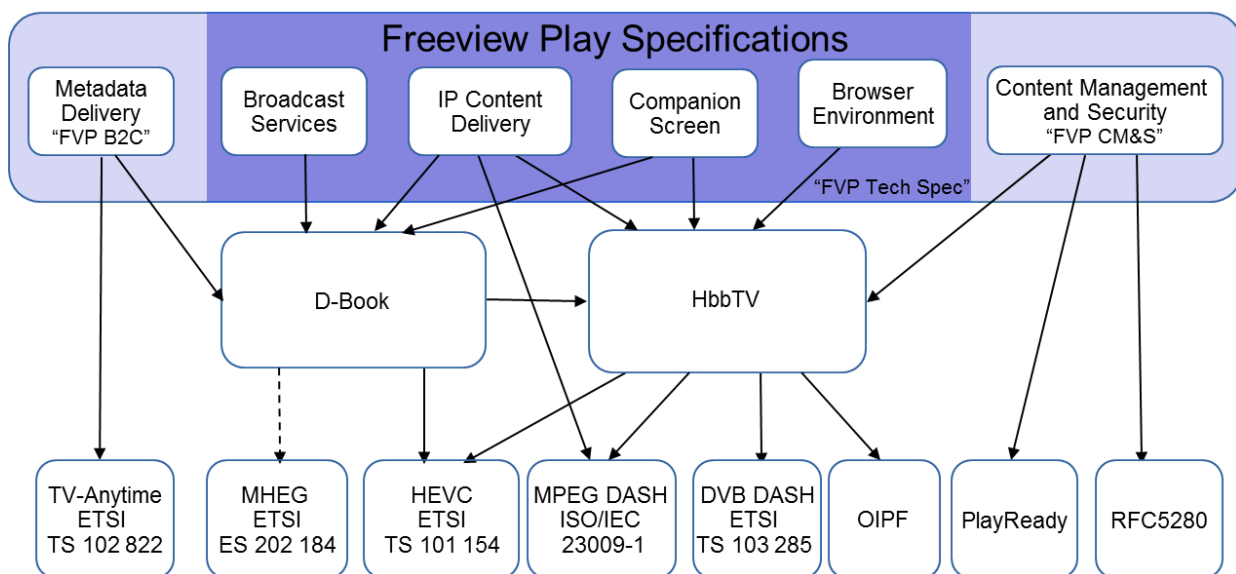 Freeview Play Specifications
Metadata
Delivery
“FVP B2C”
Broadcast
Services
IP Content
Delivery
Companion
Screen
Browser
Environment
Content Management
and Security
“FVP CM&S”
“FVP Tech Spec”
D-Book
HbbTV
TV-Anytime
ETSI
TS 102 822
MHEG
ETSI
ES 202 184
HEVC
ETSI
TS 101 154
MPEG DASH
ISO/IEC
23009-1
DVB DASH
ETSI
TS 103 285
OIPF
PlayReady
RFC5280